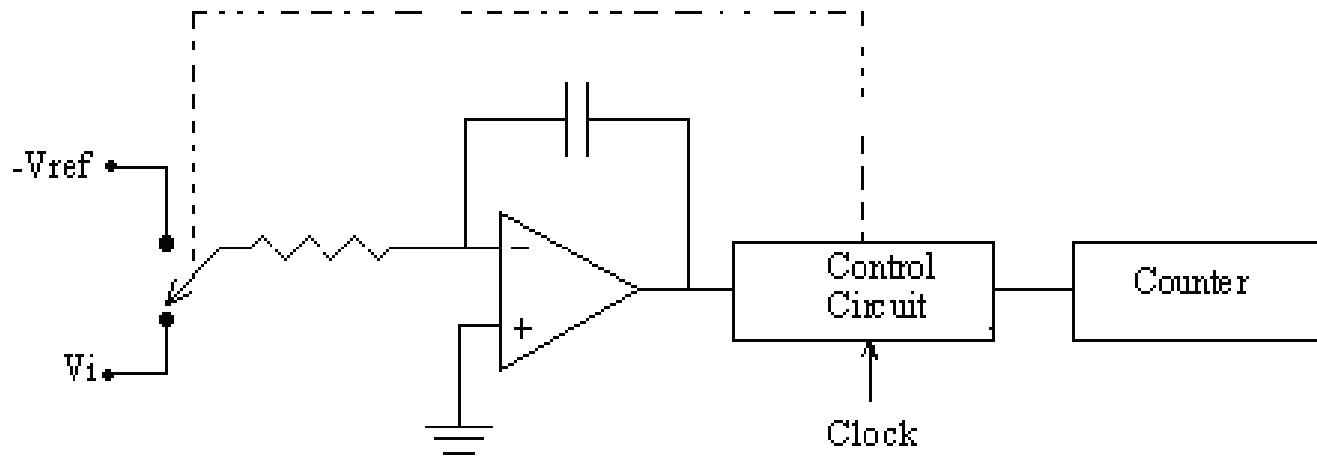 -Vref
Vi
−
+
Control
Circuit
Clock
Counter